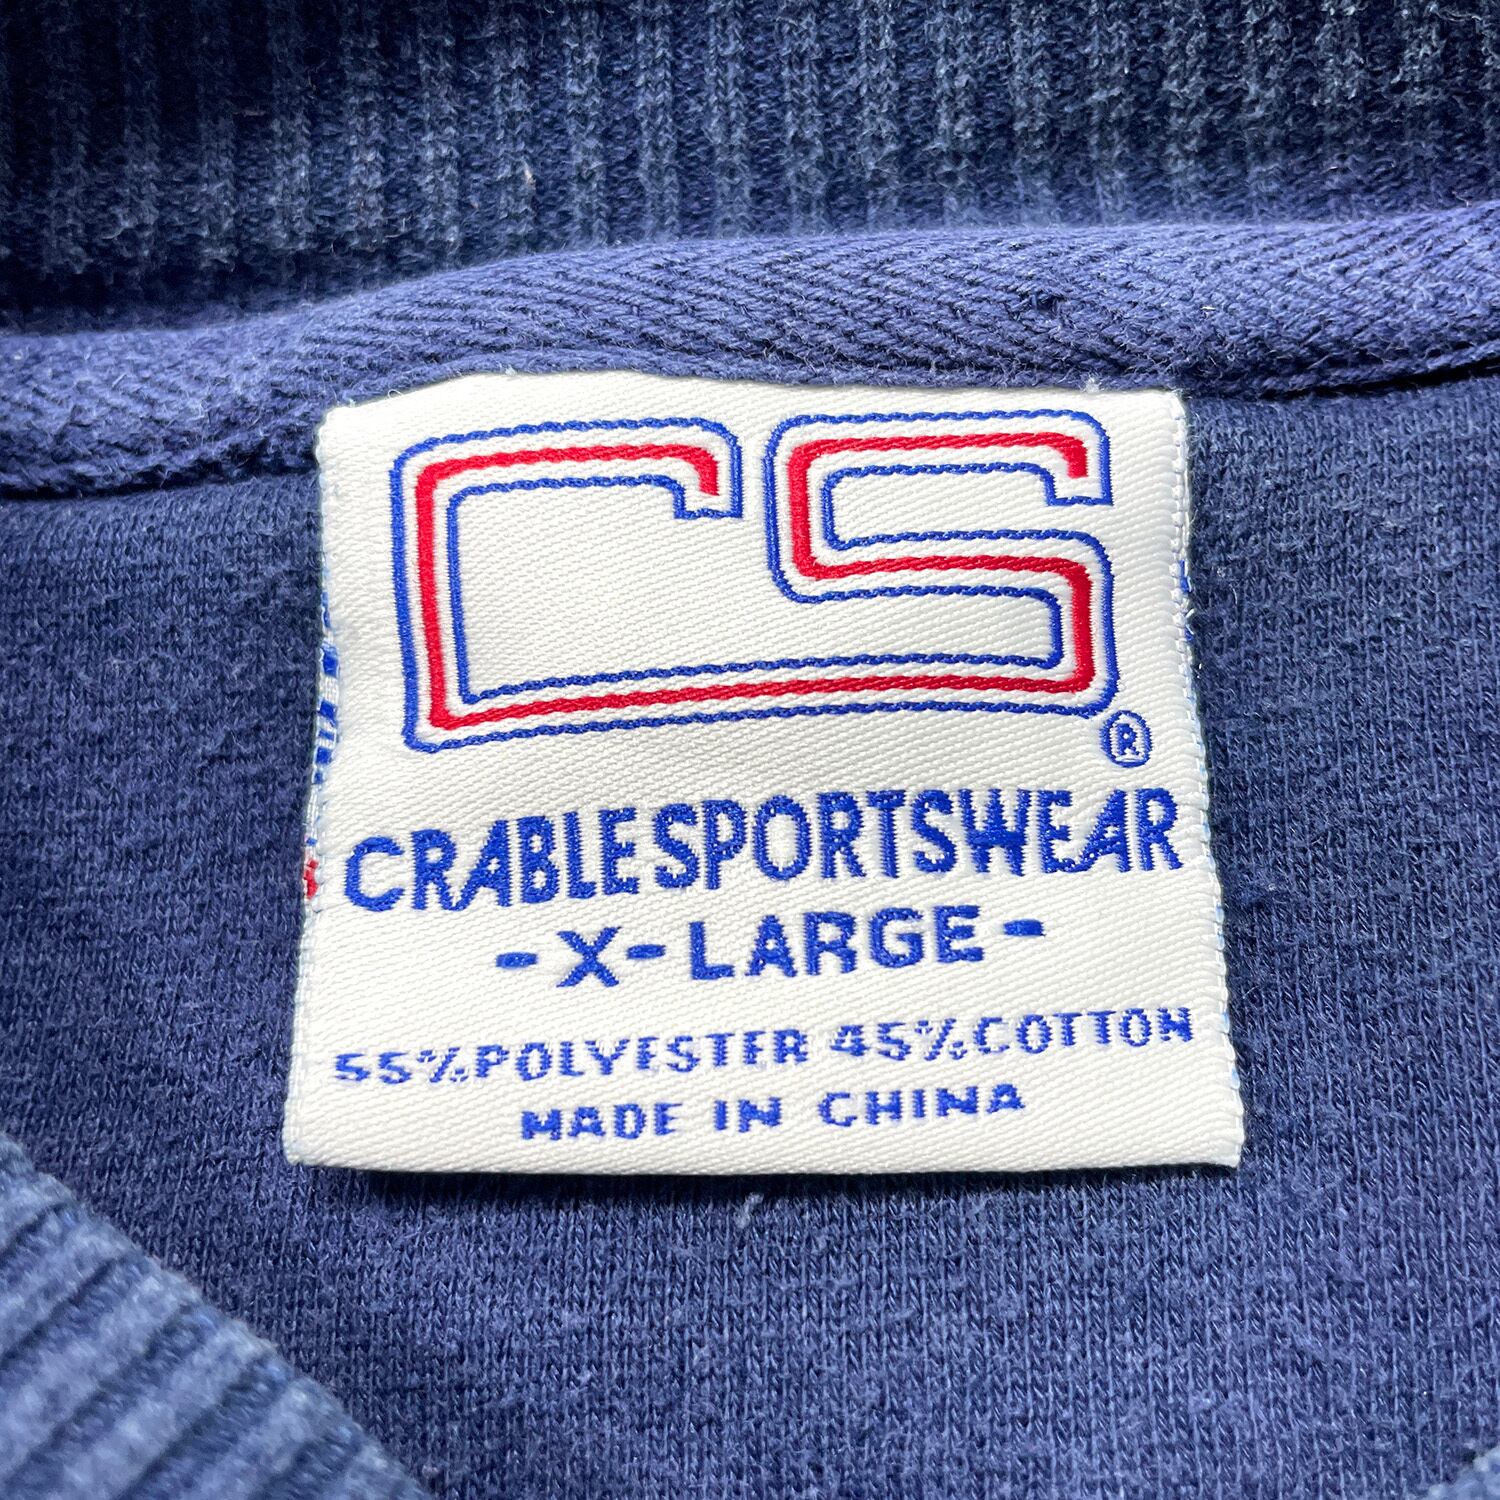 CS®
CRABLE SPORTSWEAR
-X-LARGE-
55% POLYESTER 45% COTTON
MADE IN CHINA